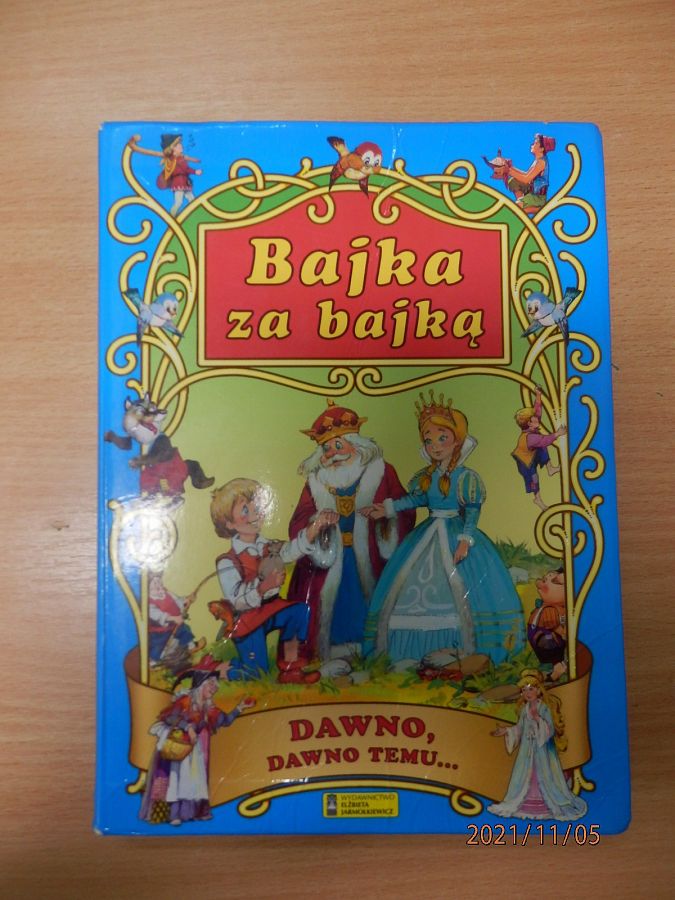 Bajka
za bajką
DAWNO,
DAWNO TEMU...
WYDAWNICTWO
ELŻBIETA
JARMOŁKIEWICZ
2021/11/05